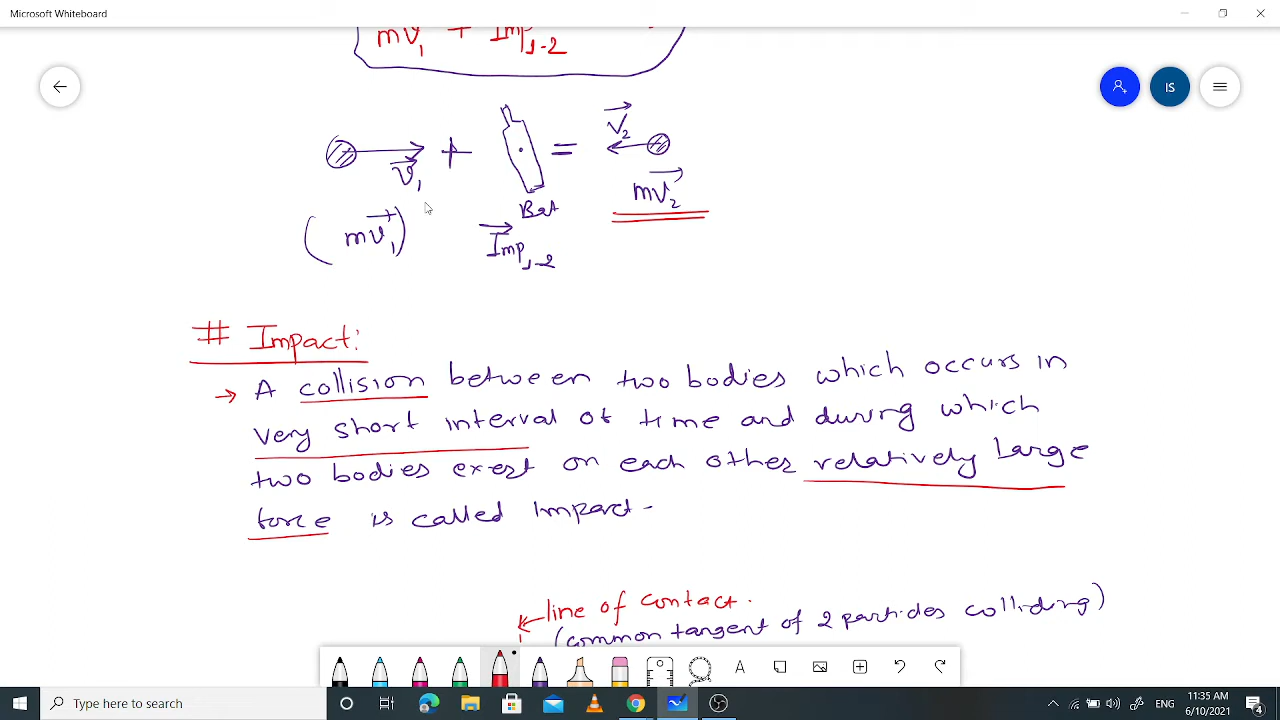 Microsoft Whiteboard
mv₁ + Imp₁₋₂
IS
v₁ + = v₂
Bat
mv₂
(mv₁)
Imp₁₋₂
# Impact:
→ A collision between two bodies which occurs in
very short interval of time and during which
two bodies exert on each other relatively large
force is called impact.
line of contact.
(common tangent of 2 particles colliding)
A
Type here to search
ENG
11:35 AM
6/10/2021